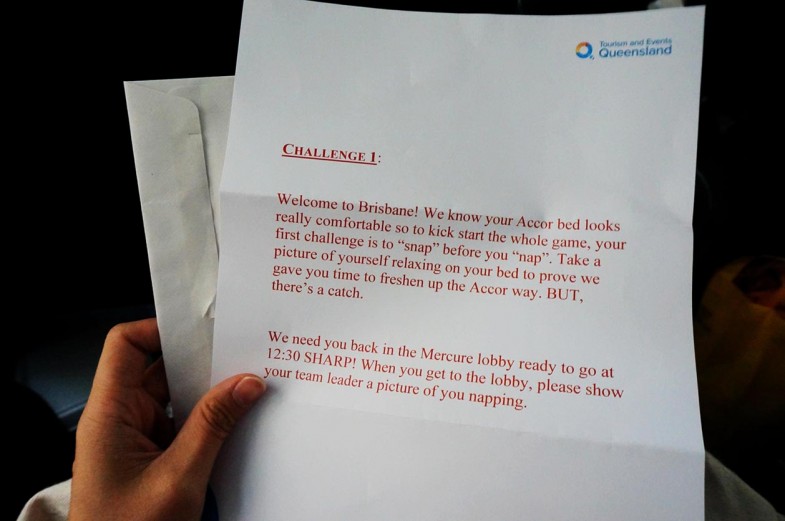 Tourism and Events
Queensland
CHALLENGE 1:
Welcome to Brisbane! We know your Accor bed looks
really comfortable so to kick start the whole game, your
first challenge is to “snap” before you “nap”. Take a
picture of yourself relaxing on your bed to prove we
gave you time to freshen up the Accor way. BUT,
there’s a catch.
We need you back in the Mercure lobby ready to go at
12:30 SHARP! When you get to the lobby, please show
your team leader a picture of you napping.